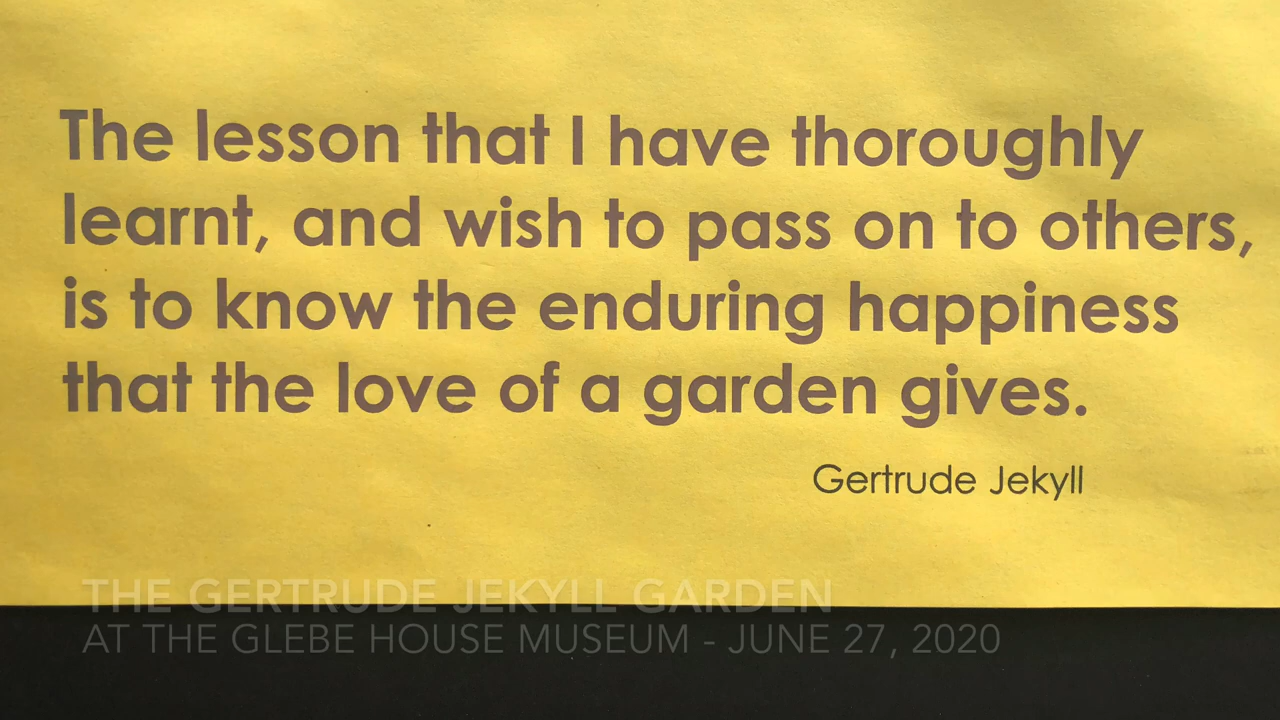 The lesson that I have thoroughly
learnt, and wish to pass on to others,
is to know the enduring happiness
that the love of a garden gives.
Gertrude Jekyll
THE GERTRUDE JEKYLL GARDEN
AT THE GLEBE HOUSE MUSEUM - JUNE 27, 2020